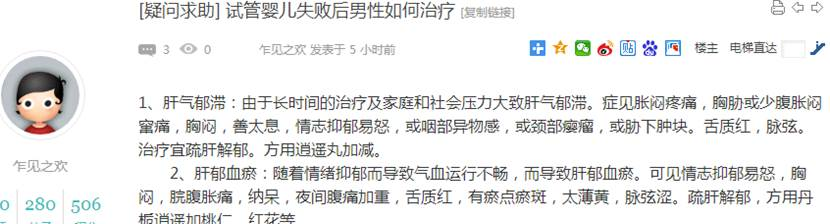 [疑问求助] 试管婴儿失败后男性如何治疗 [复制链接]
3 0 乍见之欢 发表于 5 小时前 楼主 电梯直达
1、肝气郁滞：由于长时间的治疗及家庭和社会压力大致肝气郁滞。症见胀闷疼痛，胸胁或少腹胀闷
窜痛，胸闷，善太息，情志抑郁易怒，或咽部异物感，或颈部瘿瘤，或胁下肿块。舌质红，脉弦。
治疗宜疏肝解郁。方用逍遥丸加减。
2、肝郁血瘀：随着情绪抑郁而导致气血运行不畅，而导致肝郁血瘀。可见情志抑郁易怒，胸
闷，脘腹胀痛，纳呆，夜间腹痛加重，舌质红，有瘀点瘀斑，太薄黄，脉弦涩。疏肝解郁，方用丹
栀逍遥加桃仁、红花等
乍见之欢
0 280 506